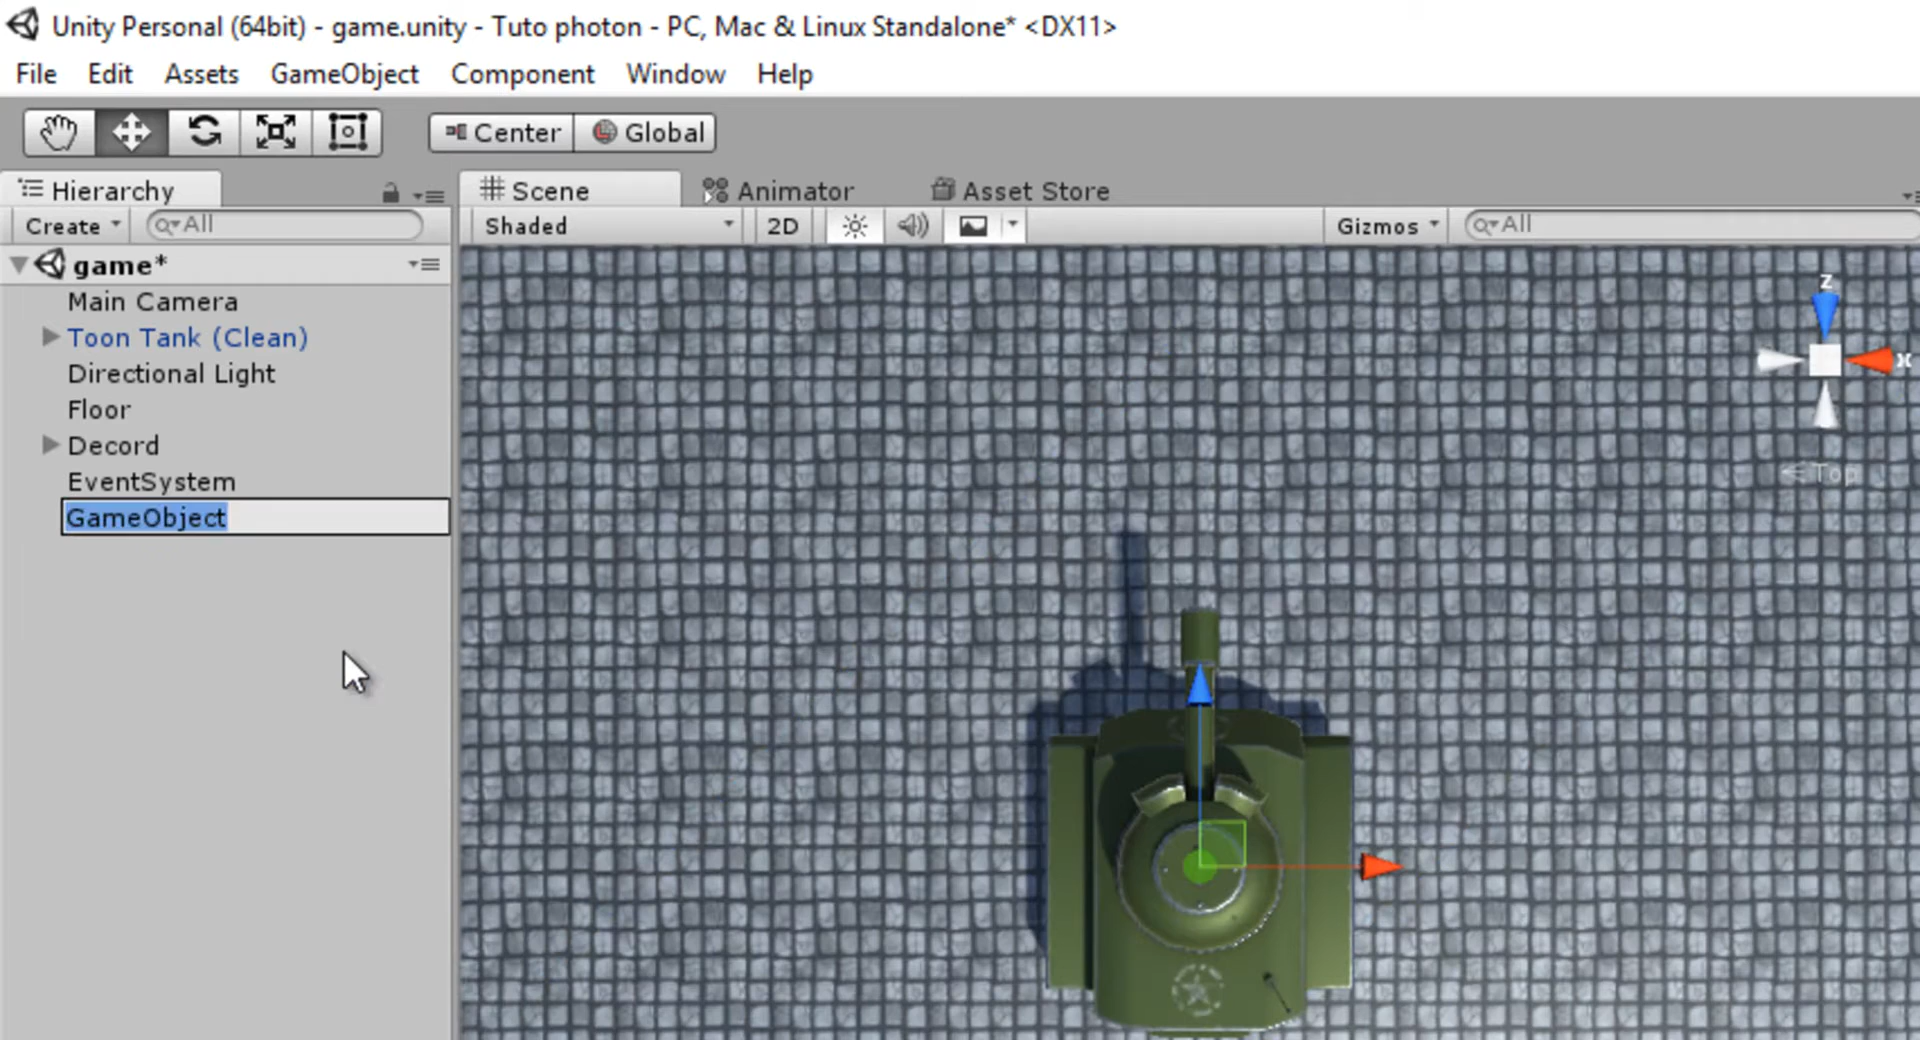 Unity Personal (64bit) - game.unity - Tuto photon - PC, Mac & Linux Standalone* <DX11>
File Edit Assets GameObject Component Window Help
Center Global
Hierarchy Scene Animator Asset Store
Create All Shaded 2D Gizmos All
game*
Main Camera
Toon Tank (Clean)
Directional Light
Floor
Decord
EventSystem
GameObject
z
x
Top